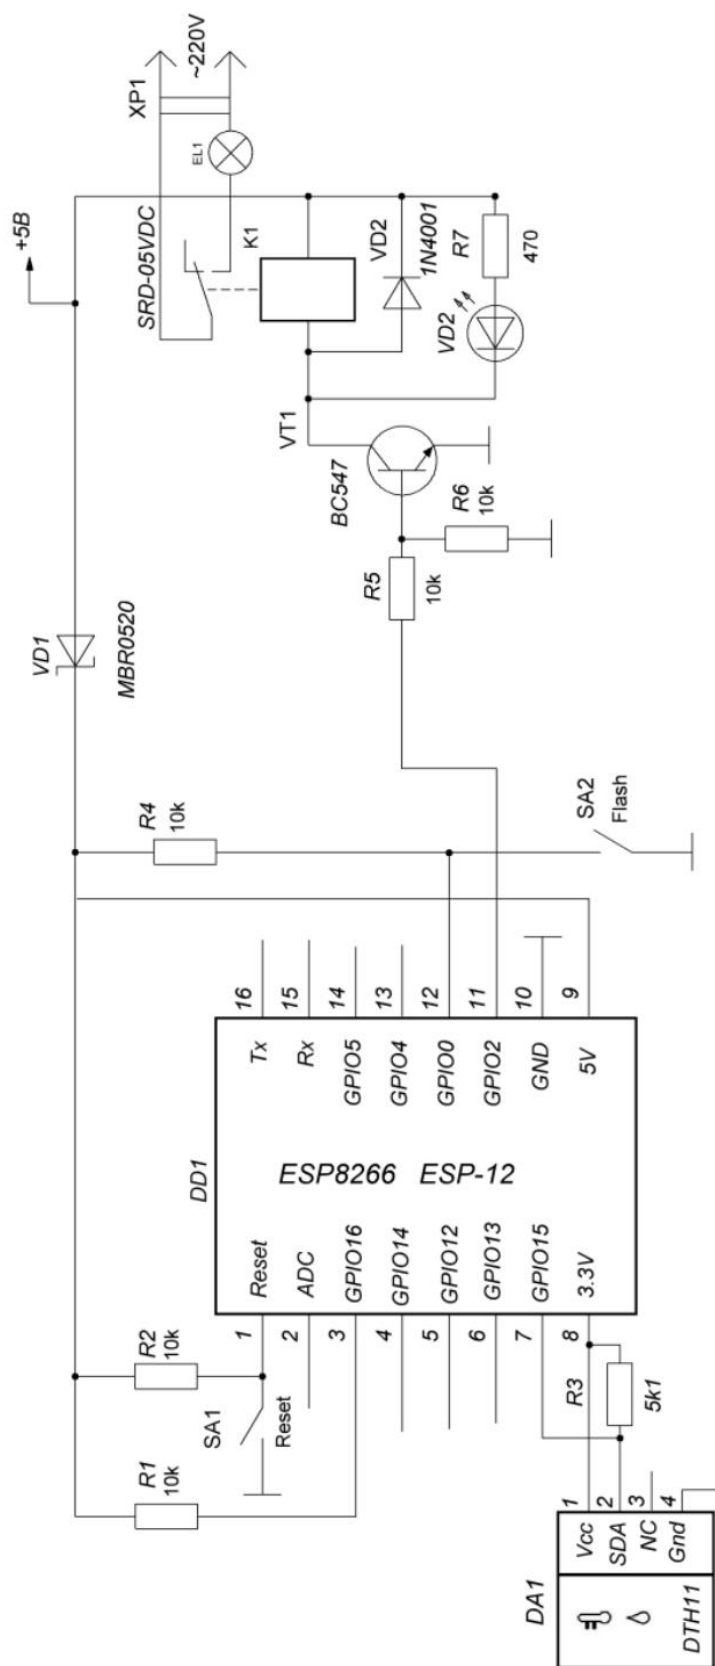 R1
10k
R2
10k
SA1
Reset
DA1
Vcc
SDA
NC
Gnd
DTH11
1
2
3
4
R3
5k1
DD1
ESP8266 ESP-12
1
2
3
4
5
6
7
8
Reset
ADC
GPIO16
GPIO14
GPIO12
GPIO13
GPIO15
3.3V
Tx
Rx
GPIO5
GPIO4
GPIO0
GPIO2
GND
5V
16
15
14
13
12
11
10
9
R4
10k
SA2
Flash
VD1
MBR0520
R5
10k
R6
10k
BC547
VT1
+5В
SRD-05VDC
K1
VD2
1N4001
VD2
R7
470
EL1
XP1
~220V